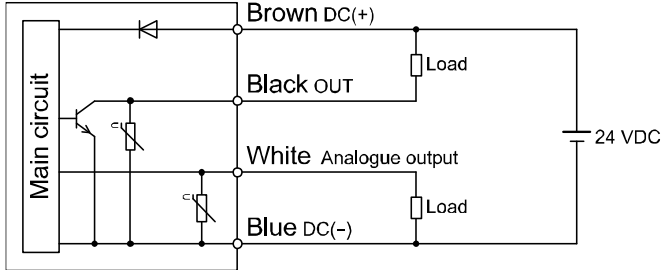 Brown DC(+)
Load
Black OUT
Main circuit
24 VDC
White Analogue output
Load
Blue DC(−)
U
U